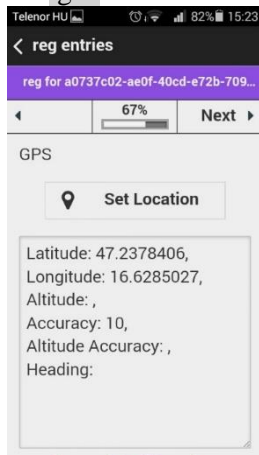 Telenor HU 82% 15:23
reg entries
reg for a0737c02-ae0f-40cd-e72b-709...
67% Next
GPS
Set Location
Latitude: 47.2378406,
Longitude: 16.6285027,
Altitude: ,
Accuracy: 10,
Altitude Accuracy: ,
Heading: